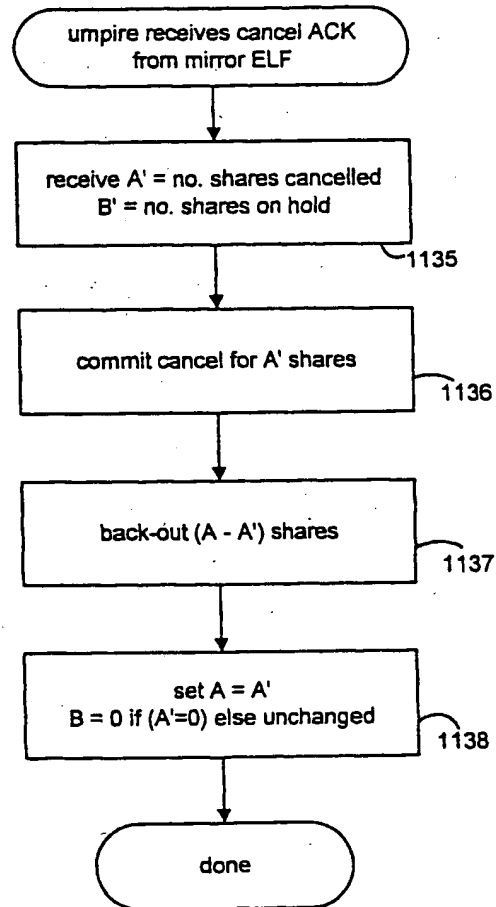 umpire receives cancel ACK
from mirror ELF
receive A' = no. shares cancelled
B' = no. shares on hold
1135
commit cancel for A' shares
1136
back-out (A - A') shares
1137
set A = A'
B = 0 if (A'=0) else unchanged
1138
done